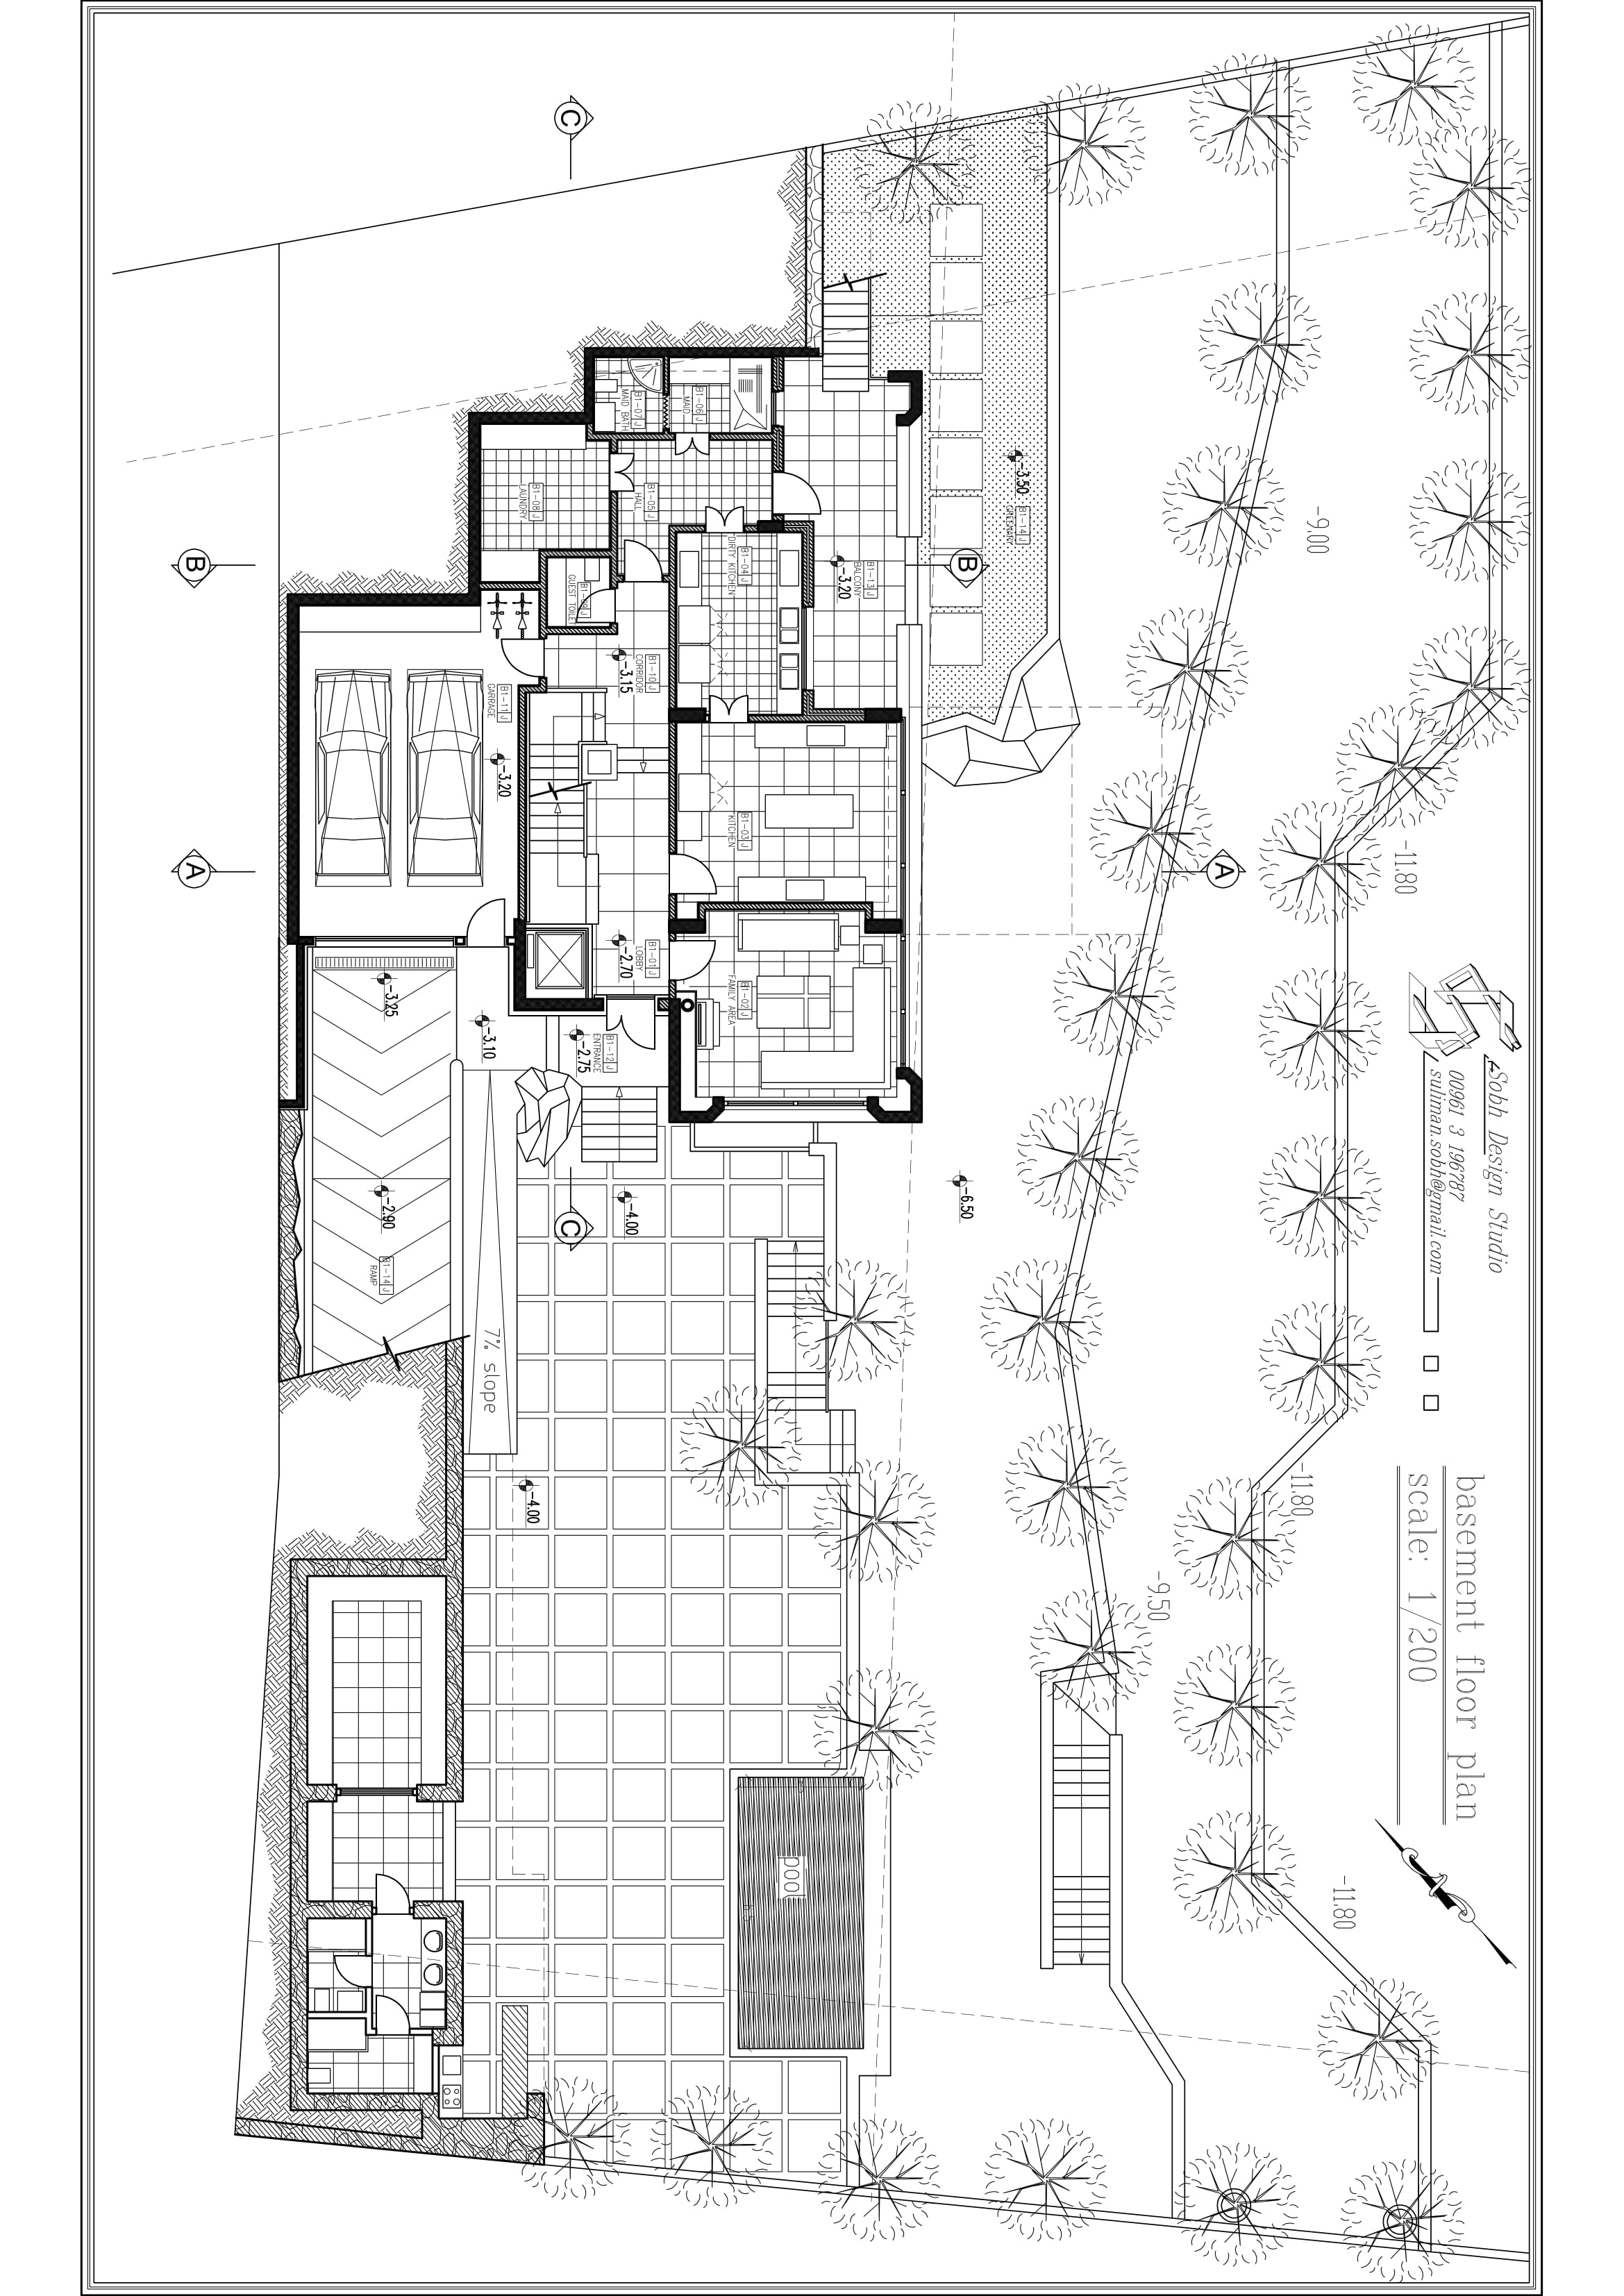 Sobh Design Studio
00961 3 196787
suliman.sobh@gmail.com
basement floor plan
scale: 1/200
-9.00
-11.80
-11.80
-9.50
-11.80
A
B
-3.50
B1-14 J
B1-13 J
BALCONY
-3.20
-6.50
B1-06 J
MAID
B1-07 J
MAID BATH
B1-05 J
HALL
B1-08 J
LAUNDRY
B1-04 J
DIRTY KITCHEN
B1-03 J
KITCHEN
B1-02 J
FAMILY AREA
GUEST TOILET
B1-10 J
CORRIDOR
-3.15
B1-01 J
LOBBY
-2.70
B1-12 J
ENTRANCE
-2.75
B1-11 J
GARRAGE
-3.20
-3.10
-3.25
-2.90
B1-14 J
RAMP
7% slope
-4.00
-4.00
C
C
B
A